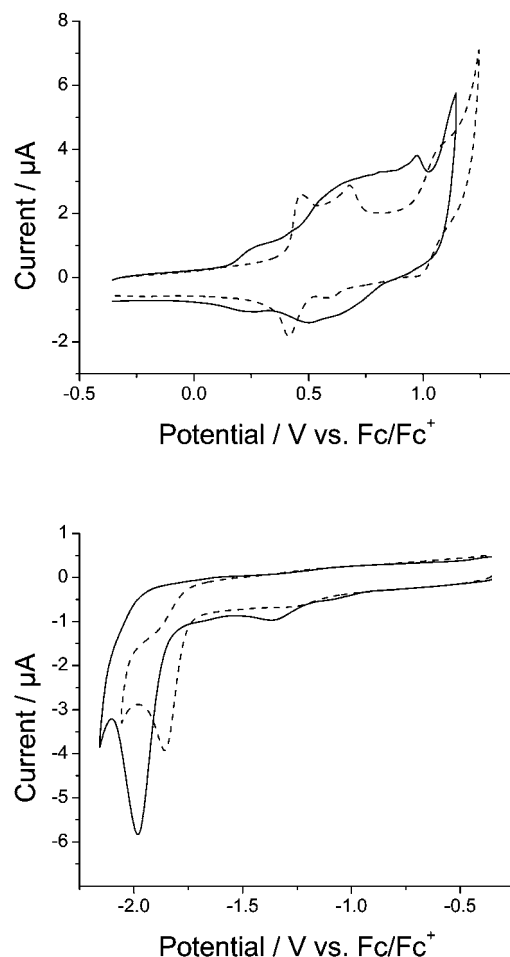 8
6
4
2
0
-2
Current / µA
-0.5 0.0 0.5 1.0
Potential / V vs. Fc/Fc⁺
1
0
-1
-2
-3
-4
-5
-6
Current / µA
-2.0 -1.5 -1.0 -0.5
Potential / V vs. Fc/Fc⁺